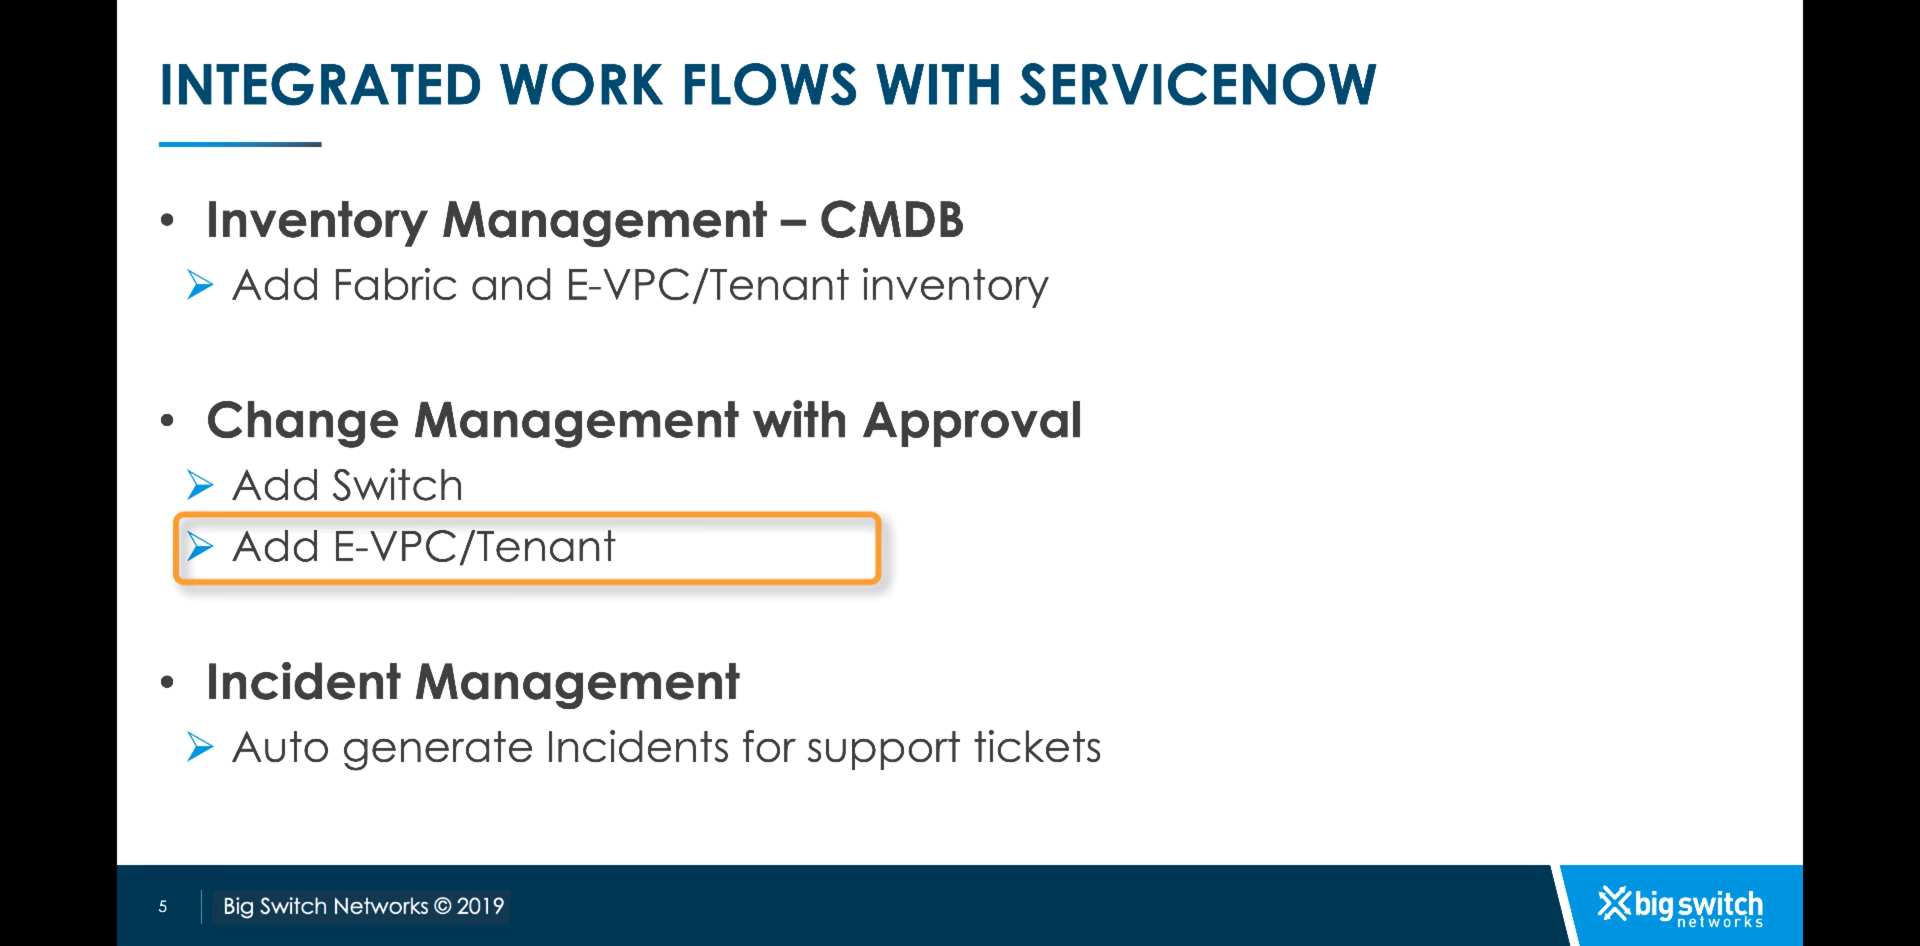 INTEGRATED WORK FLOWS WITH SERVICENOW
• Inventory Management – CMDB
➢ Add Fabric and E-VPC/Tenant inventory
• Change Management with Approval
➢ Add Switch
➢ Add E-VPC/Tenant
• Incident Management
➢ Auto generate Incidents for support tickets
5 Big Switch Networks © 2019
big switch
networks